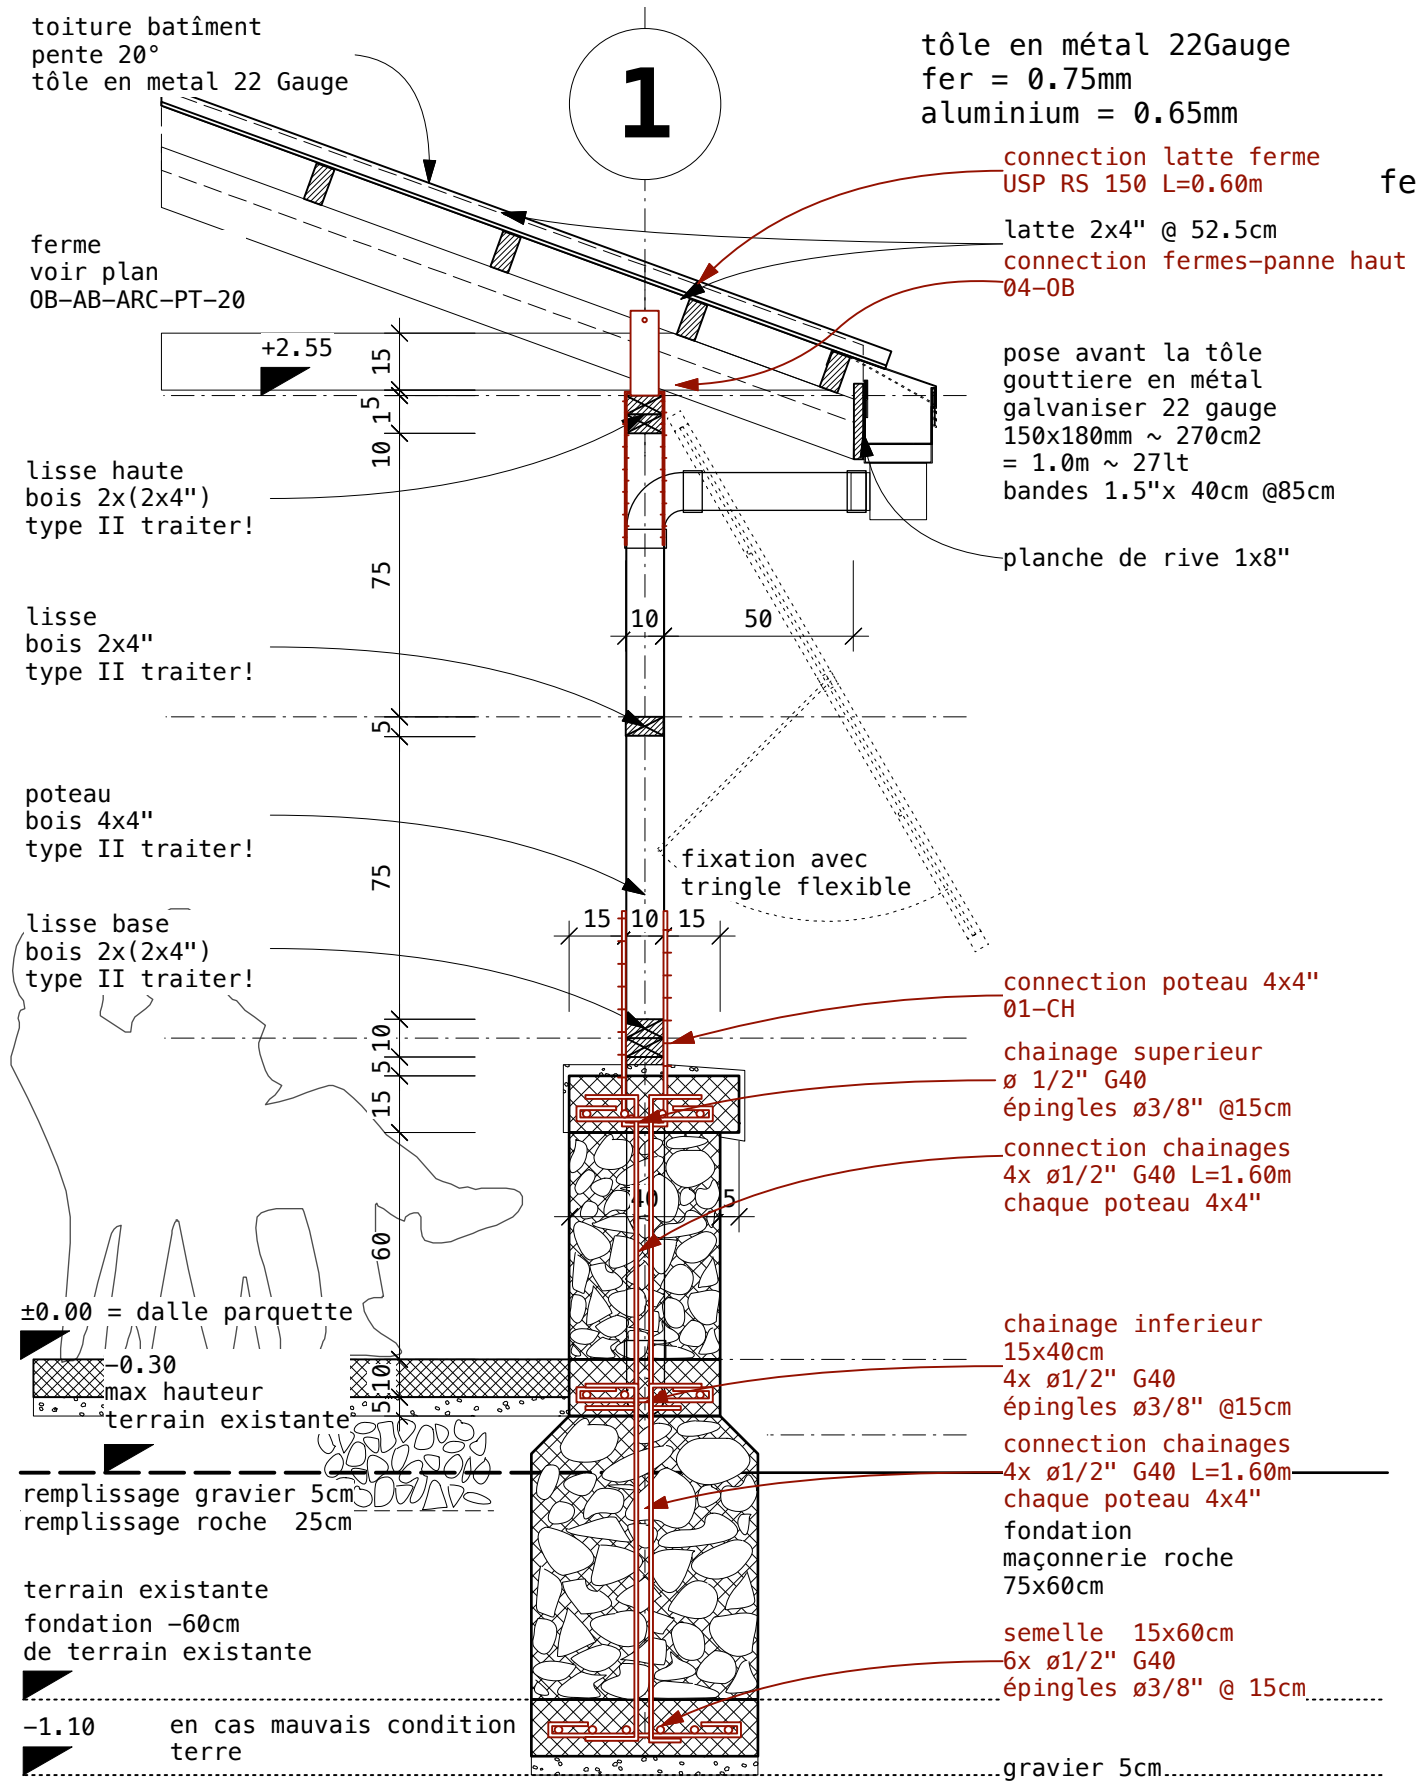 toiture batîment
pente 20°
tôle en metal 22 Gauge
1
tôle en métal 22Gauge
fer = 0.75mm
aluminium = 0.65mm
connection latte ferme
USP RS 150 L=0.60m
fe
latte 2x4" @ 52.5cm
connection fermes-panne haut
04-OB
ferme
voir plan
OB-AB-ARC-PT-20
+2.55
15
5
1
10
pose avant la tôle
gouttiere en métal
galvaniser 22 gauge
150x180mm ~ 270cm2
= 1.0m ~ 27lt
bandes 1.5"x 40cm @85cm
planche de rive 1x8"
lisse haute
bois 2x(2x4")
type II traiter!
75
10
50
lisse
bois 2x4"
type II traiter!
5
poteau
bois 4x4"
type II traiter!
75
fixation avec
tringle flexible
15
10
15
lisse base
bois 2x(2x4")
type II traiter!
10
5
15
connection poteau 4x4"
01-CH
chainage superieur
ø 1/2" G40
épingles ø3/8" @15cm
connection chainages
4x ø1/2" G40 L=1.60m
chaque poteau 4x4"
40
5
60
±0.00 = dalle parquette
-0.30
max hauteur
terrain existante
10
5
chainage inferieur
15x40cm
4x ø1/2" G40
épingles ø3/8" @15cm
connection chainages
4x ø1/2" G40 L=1.60m
chaque poteau 4x4"
remplissage gravier 5cm
remplissage roche 25cm
fondation
maçonnerie roche
75x60cm
terrain existante
fondation -60cm
de terrain existante
semelle 15x60cm
6x ø1/2" G40
épingles ø3/8" @ 15cm
-1.10
en cas mauvais condition
terre
gravier 5cm